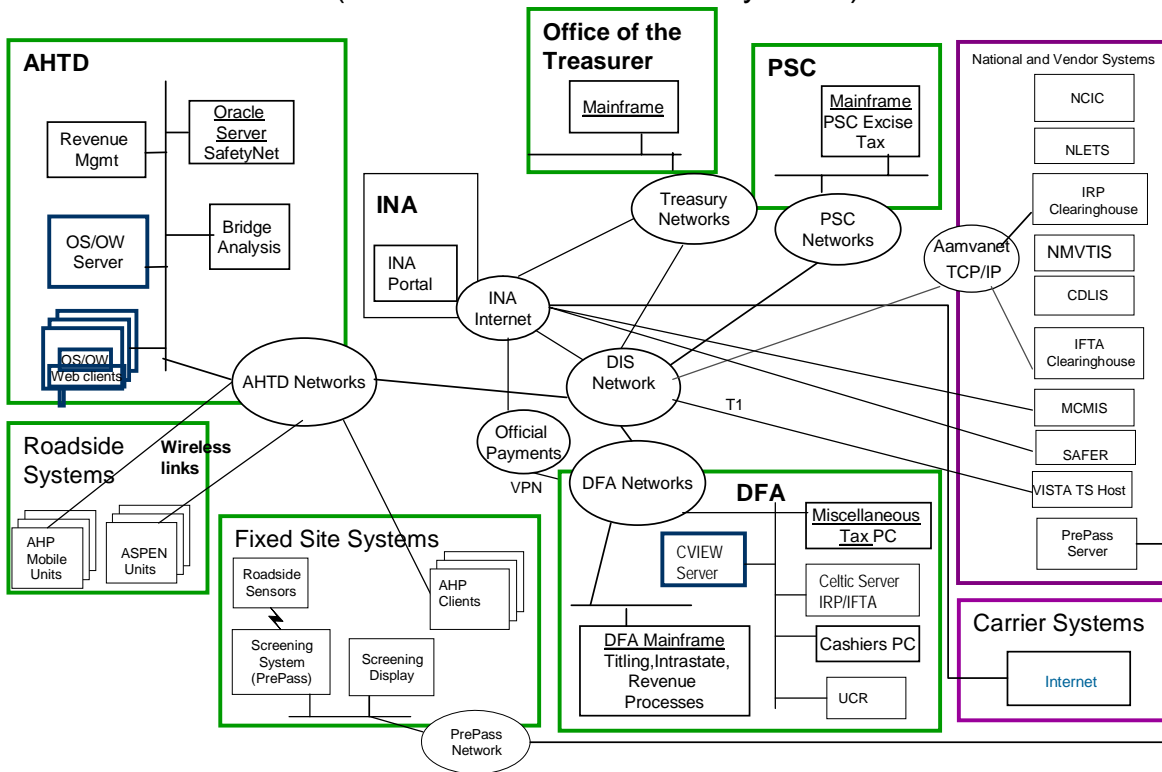 AHTD
Revenue
Mgmt
Oracle
Server
SafetyNet
OS/OW
Server
Bridge
Analysis
OS/OW
Web clients
AHTD Networks
Office of the
Treasurer
Mainframe
PSC
Mainframe
PSC Excise
Tax
Treasury
Networks
PSC
Networks
INA
INA
Portal
INA
Internet
DIS
Network
Official
Payments
VPN
T1
DFA Networks
National and Vendor Systems
NCIC
NLETS
IRP
Clearinghouse
Aamvanet
TCP/IP
NMVTIS
CDLIS
IFTA
Clearinghouse
MCMIS
SAFER
VISTA TS Host
PrePass
Server
Roadside
Systems
Wireless
links
AHP
Mobile
Units
ASPEN
Units
Fixed Site Systems
Roadside
Sensors
Screening
System
(PrePass)
Screening
Display
AHP
Clients
PrePass
Network
DFA
Miscellaneous
Tax PC
CVIEW
Server
Celtic Server
IRP/IFTA
Cashiers PC
UCR
DFA Mainframe
Titling,Intrastate,
Revenue
Processes
Carrier Systems
Internet